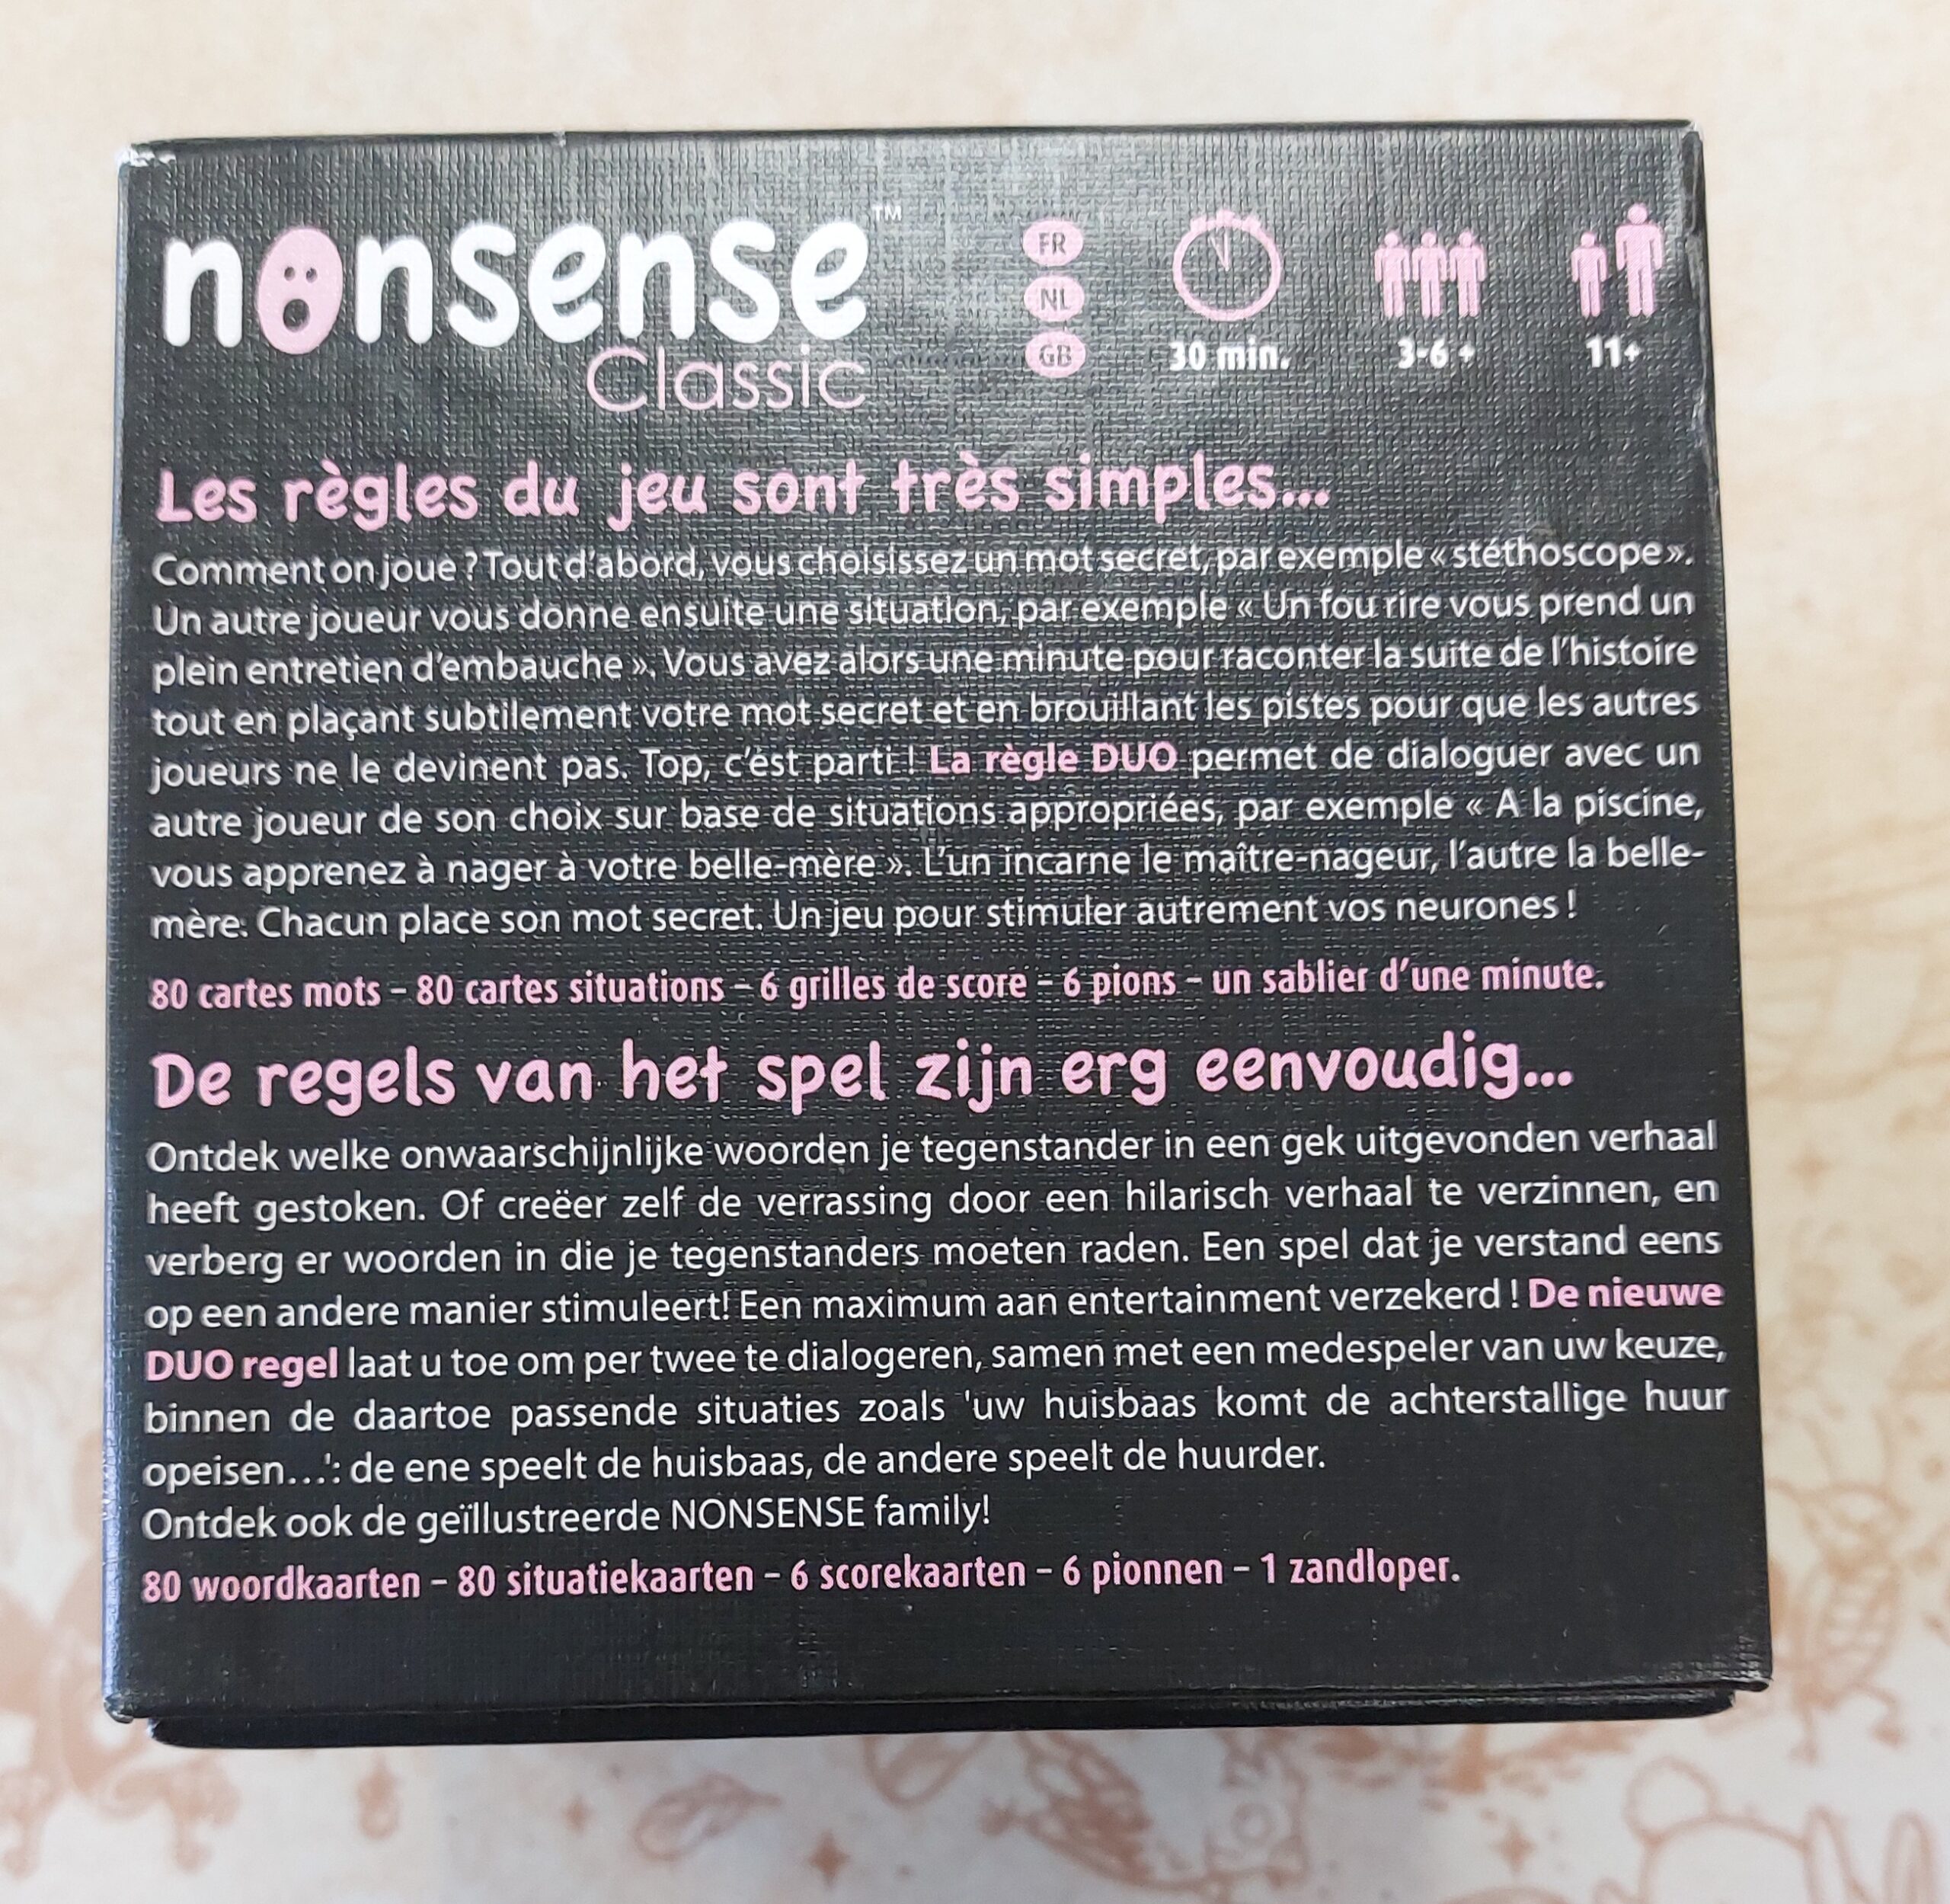 nonsense™
Classic
FR
NL
GB
30 min.
3-6 +
11+
Les règles du jeu sont très simples...
Comment on joue ? Tout d'abord, vous choisissez un mot secret, par exemple « stéthoscope ».
Un autre joueur vous donne ensuite une situation, par exemple « Un fou rire vous prend un
plein entretien d'embauche ». Vous avez alors une minute pour raconter la suite de l'histoire
tout en plaçant subtilement votre mot secret et en brouillant les pistes pour que les autres
joueurs ne le devinent pas. Top, c'est parti ! La règle DUO permet de dialoguer avec un
autre joueur de son choix sur base de situations appropriées, par exemple « A la piscine,
vous apprenez à nager à votre belle-mère ». L'un incarne le maître-nageur, l'autre la belle-
mère. Chacun place son mot secret. Un jeu pour stimuler autrement vos neurones !
80 cartes mots – 80 cartes situations – 6 grilles de score – 6 pions – un sablier d'une minute.
De regels van het spel zijn erg eenvoudig...
Ontdek welke onwaarschijnlijke woorden je tegenstander in een gek uitgevonden verhaal
heeft gestoken. Of creëer zelf de verrassing door een hilarisch verhaal te verzinnen, en
verberg er woorden in die je tegenstanders moeten raden. Een spel dat je verstand eens
op een andere manier stimuleert! Een maximum aan entertainment verzekerd ! De nieuwe
DUO regel laat u toe om per twee te dialogeren, samen met een medespeler van uw keuze,
binnen de daartoe passende situaties zoals 'uw huisbaas komt de achterstallige huur
opeisen…': de ene speelt de huisbaas, de andere speelt de huurder.
Ontdek ook de geïllustreerde NONSENSE family!
80 woordkaarten – 80 situatiekaarten – 6 scorekaarten – 6 pionnen – 1 zandloper.